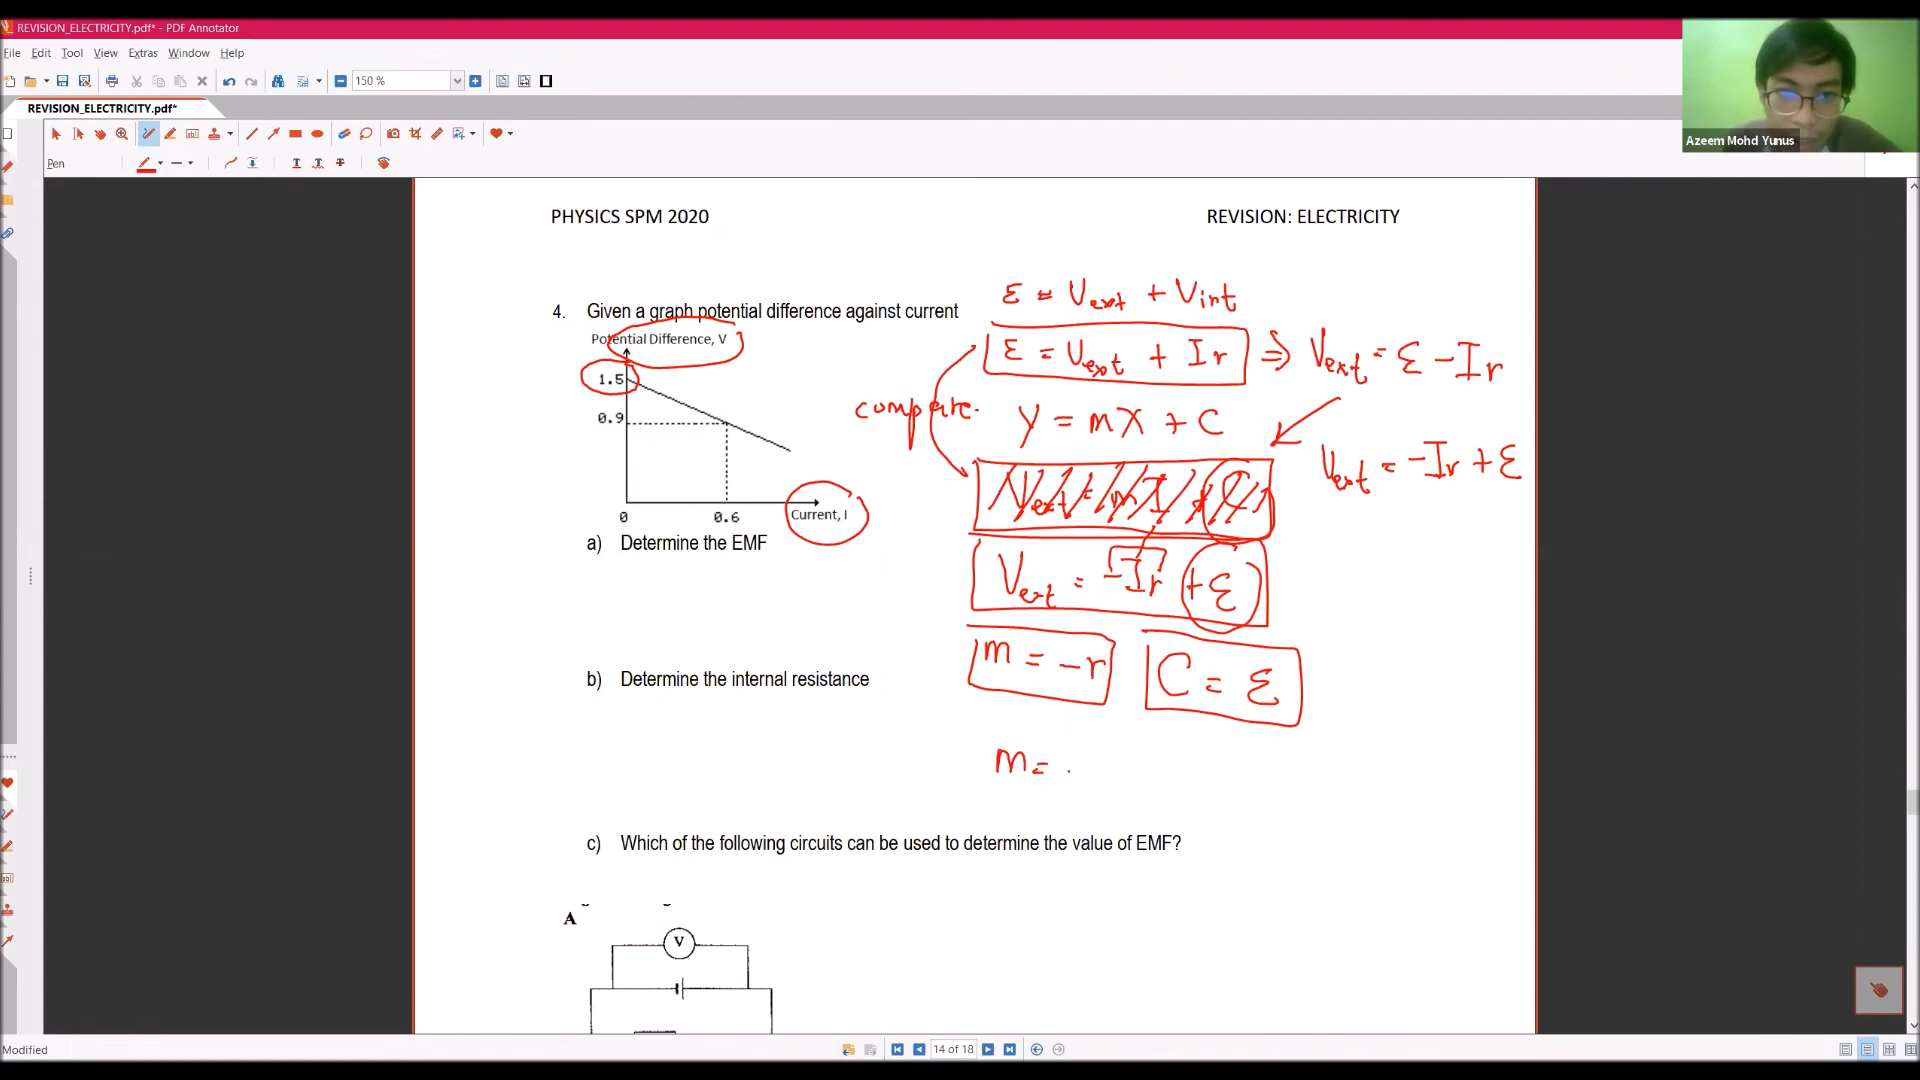 REVISION_ELECTRICITY.pdf* - PDF Annotator
File Edit Tool View Extras Window Help
150 %
REVISION_ELECTRICITY.pdf*
Pen
Azeem Mohd Yunus
PHYSICS SPM 2020
REVISION: ELECTRICITY
4. Given a graph potential difference against current
Potential Difference, V
1.5
0.9
0
0.6
Current, I
a) Determine the EMF
b) Determine the internal resistance
c) Which of the following circuits can be used to determine the value of EMF?
A
V
ε = Vext + Vint
ε = Vext + Ir ⇒ Vext = ε - Ir
compare.
Y = mX + C
Vext = -Ir + ε
Vext = mI + C
Vext = -Ir + ε
m = -r
C = ε
m = .
Modified
14 of 18